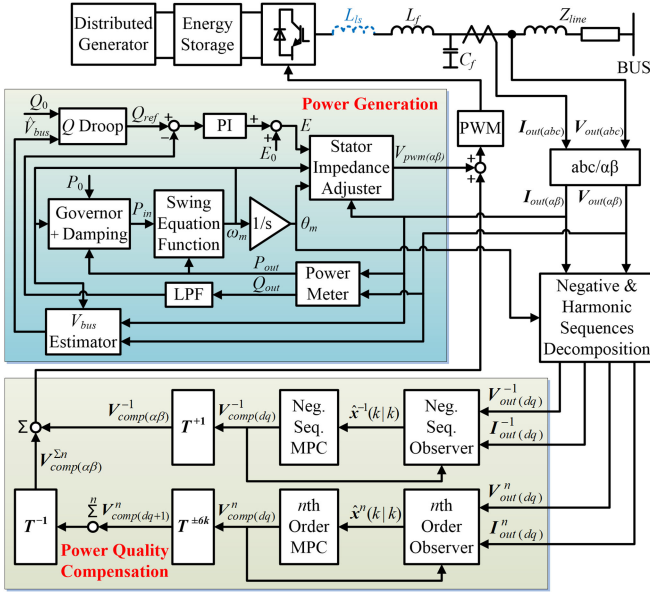 Distributed
Generator
Energy
Storage
L_ls
L_f
C_f
Z_line
BUS
Power Generation
Q_0
V̂_bus
Q Droop
Q_ref
+
−
PI
+
+
E_0
E
Stator
Impedance
Adjuster
V_pwm(αβ)
+
+
PWM
I_out(abc)
V_out(abc)
abc/αβ
I_out(αβ)
V_out(αβ)
P_0
Governor
+ Damping
P_in
Swing
Equation
Function
ω_m
1/s
θ_m
P_out
Q_out
LPF
Power
Meter
V_bus
Estimator
Negative &
Harmonic
Sequences
Decomposition
Σ
V^−1_comp(αβ)
T^+1
V^−1_comp(dq)
Neg.
Seq.
MPC
x̂^−1(k|k)
Neg.
Seq.
Observer
V^−1_out(dq)
I^−1_out(dq)
V^Σn_comp(αβ)
T^−1
n
Σ
V^n_comp(dq+1)
T^±6k
V^n_comp(dq)
nth
Order
MPC
x̂^n(k|k)
nth
Order
Observer
V^n_out(dq)
I^n_out(dq)
Power Quality
Compensation